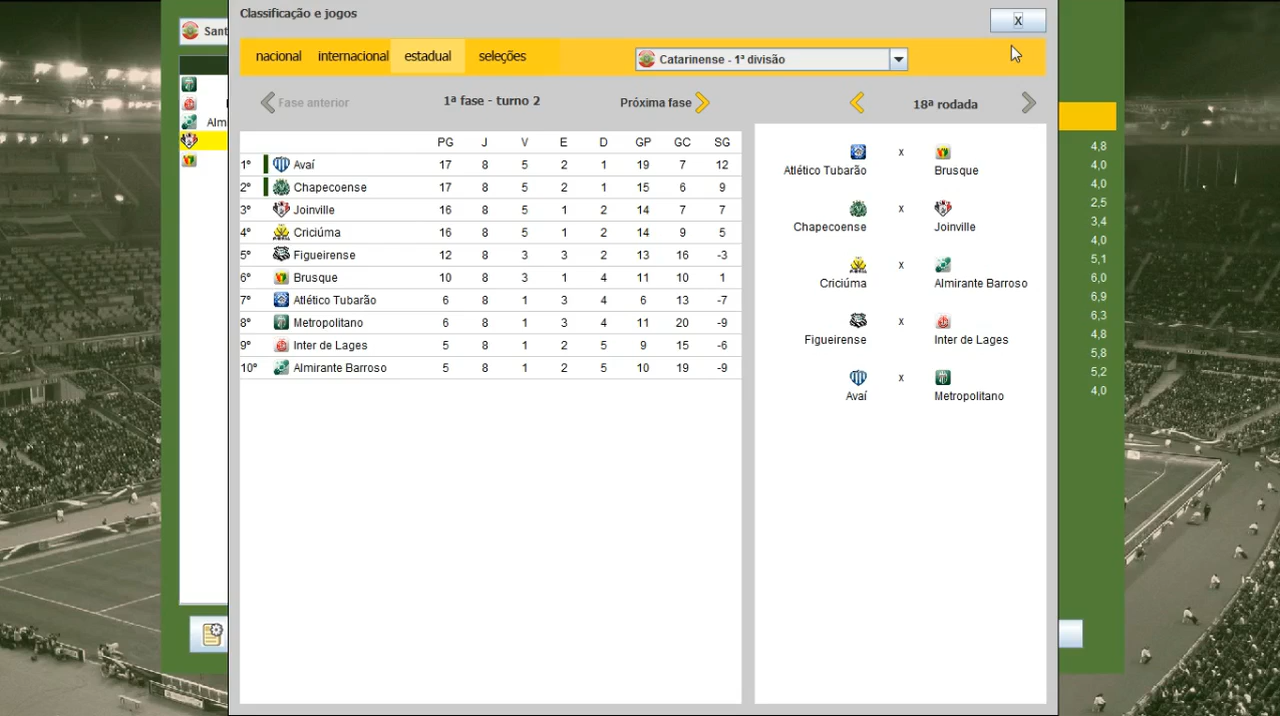 Classificação e jogos
X
Sant
nacional internacional estadual seleções
Catarinense - 1ª divisão
Fase anterior 1ª fase - turno 2 Próxima fase
18ª rodada
PG J V E D GP GC SG
1º Avaí 17 8 5 2 1 19 7 12
2º Chapecoense 17 8 5 2 1 15 6 9
3º Joinville 16 8 5 1 2 14 7 7
4º Criciúma 16 8 5 1 2 14 9 5
5º Figueirense 12 8 3 3 2 13 16 -3
6º Brusque 10 8 3 1 4 11 10 1
7º Atlético Tubarão 6 8 1 3 4 6 13 -7
8º Metropolitano 6 8 1 3 4 11 20 -9
9º Inter de Lages 5 8 1 2 5 9 15 -6
10º Almirante Barroso 5 8 1 2 5 10 19 -9
Atlético Tubarão x Brusque
Chapecoense x Joinville
Criciúma x Almirante Barroso
Figueirense x Inter de Lages
Avaí x Metropolitano
Alm
4,8
4,0
4,0
2,5
3,4
4,0
5,1
6,0
6,9
6,3
4,8
5,8
5,2
4,0